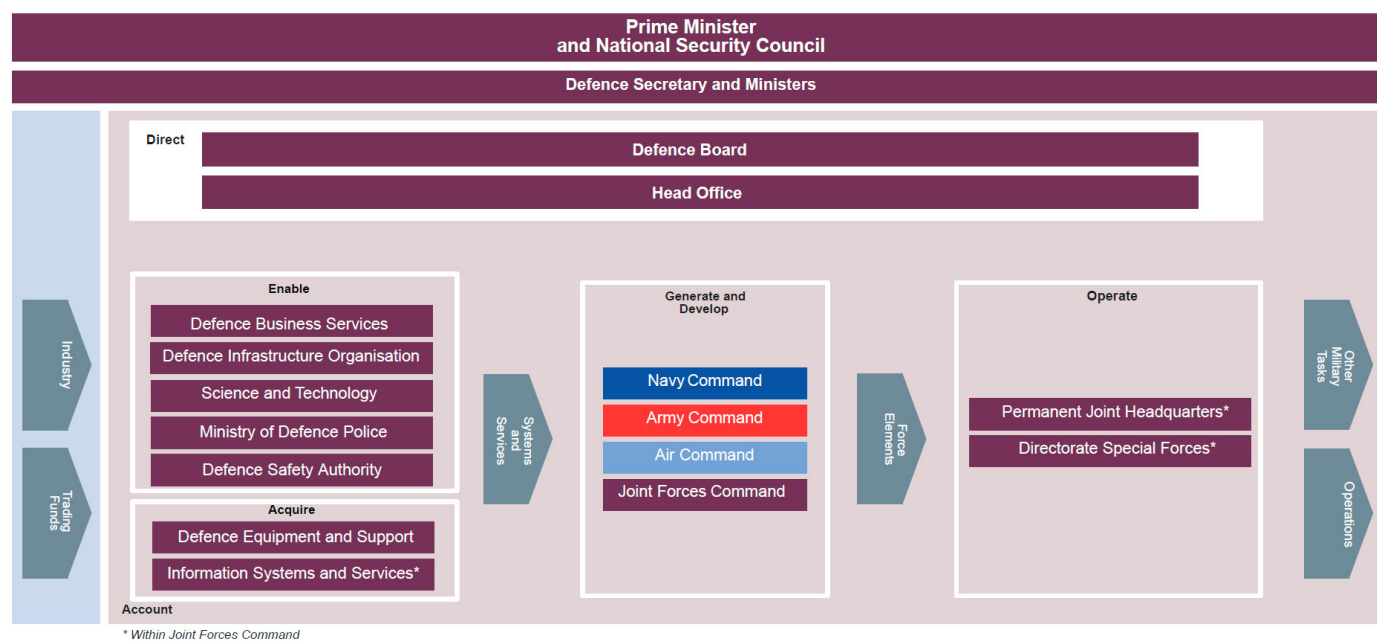 Prime Minister
and National Security Council
Defence Secretary and Ministers
Direct
Defence Board
Head Office
Enable
Defence Business Services
Defence Infrastructure Organisation
Science and Technology
Ministry of Defence Police
Defence Safety Authority
Acquire
Defence Equipment and Support
Information Systems and Services*
Industry
Trading
Funds
Systems
and
Services
Generate and
Develop
Navy Command
Army Command
Air Command
Joint Forces Command
Force
Elements
Operate
Permanent Joint Headquarters*
Directorate Special Forces*
Other
Military
Tasks
Operations
Account
* Within Joint Forces Command